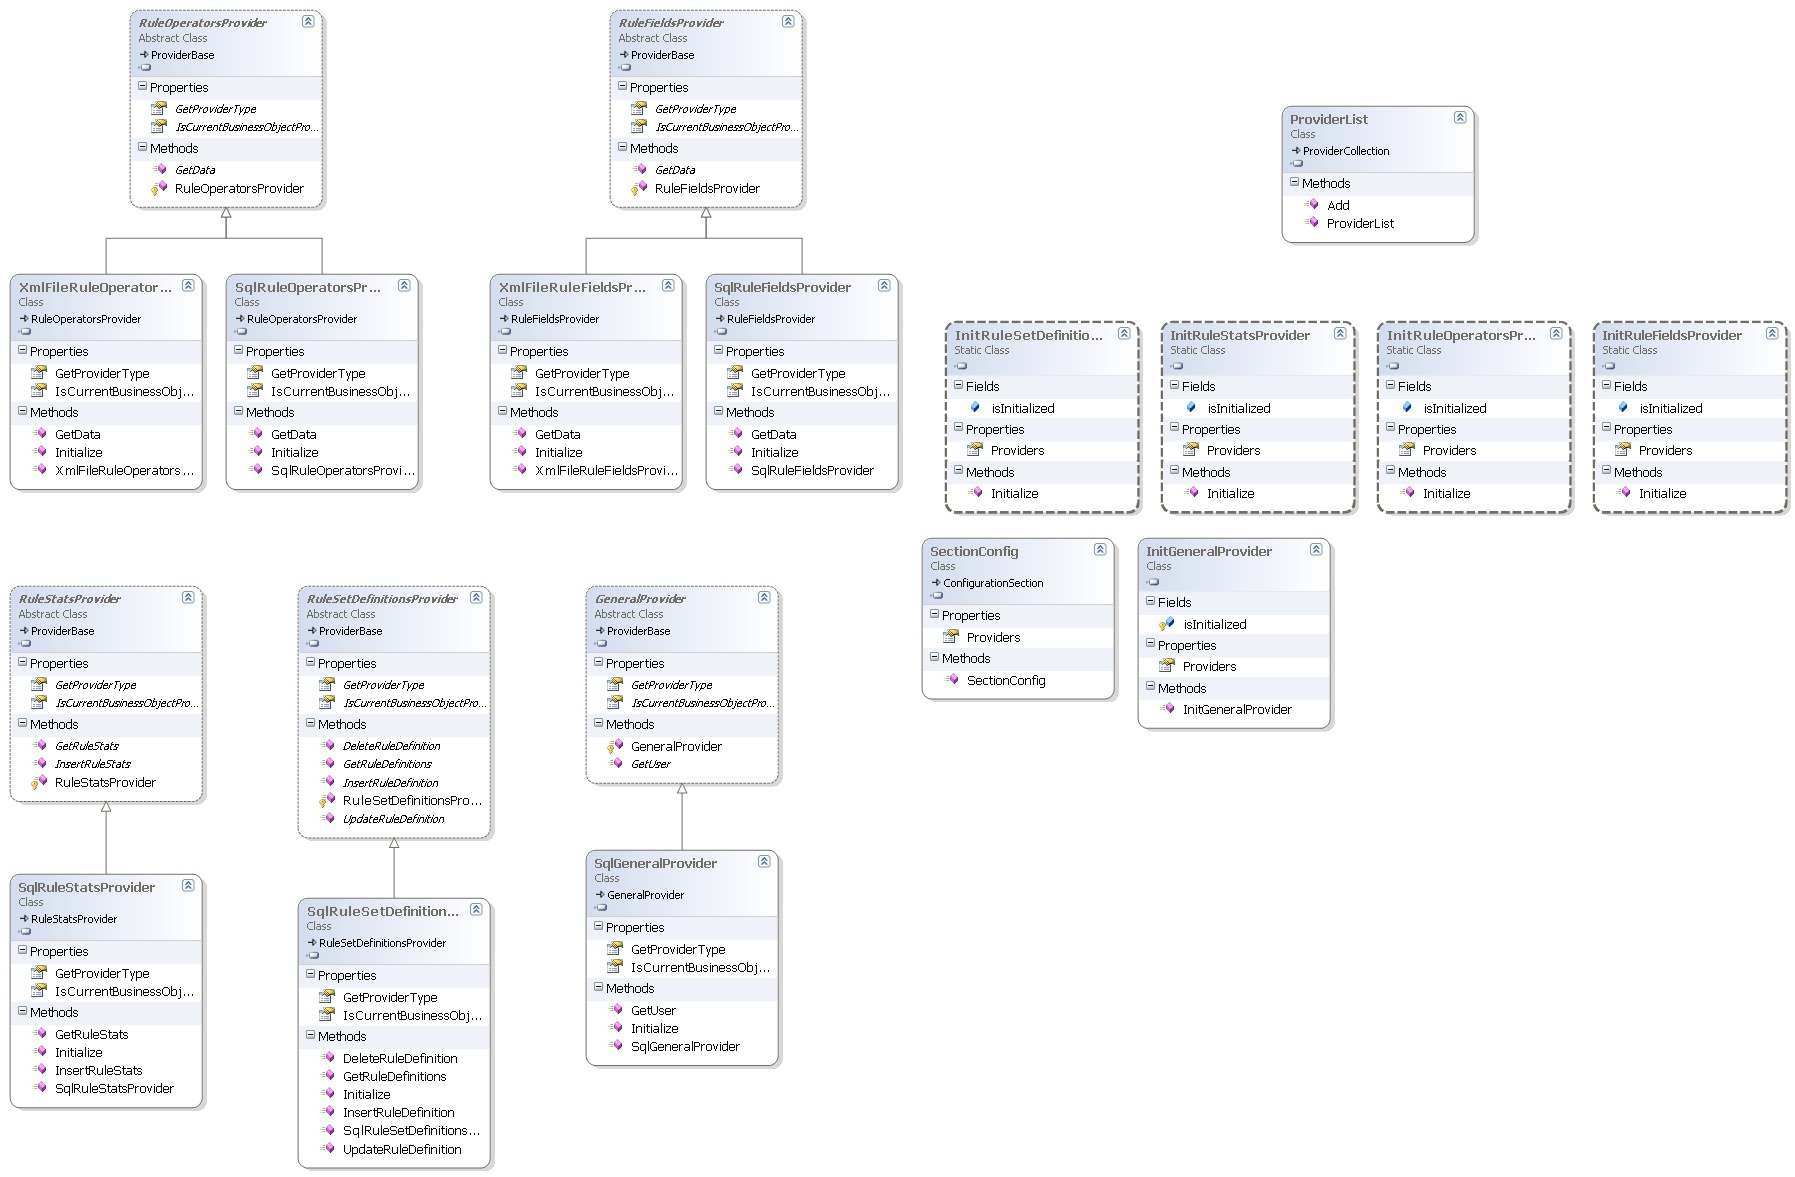 RuleOperatorsProvider
Abstract Class
ProviderBase
Properties
GetProviderType
IsCurrentBusinessObjectPro...
Methods
GetData
RuleOperatorsProvider
RuleFieldsProvider
Abstract Class
ProviderBase
Properties
GetProviderType
IsCurrentBusinessObjectPro...
Methods
GetData
RuleFieldsProvider
ProviderList
Class
ProviderCollection
Methods
Add
ProviderList
XmlFileRuleOperator...
Class
RuleOperatorsProvider
Properties
GetProviderType
IsCurrentBusinessObj...
Methods
GetData
Initialize
XmlFileRuleOperators...
SqlRuleOperatorsPr...
Class
RuleOperatorsProvider
Properties
GetProviderType
IsCurrentBusinessObj...
Methods
GetData
Initialize
SqlRuleOperatorsProvi...
XmlFileRuleFieldsPr...
Class
RuleFieldsProvider
Properties
GetProviderType
IsCurrentBusinessObj...
Methods
GetData
Initialize
XmlFileRuleFieldsProvi...
SqlRuleFieldsProvider
Class
RuleFieldsProvider
Properties
GetProviderType
IsCurrentBusinessObj...
Methods
GetData
Initialize
SqlRuleFieldsProvider
InitRuleSetDefinitio...
Static Class
Fields
isInitialized
Properties
Providers
Methods
Initialize
InitRuleStatsProvider
Static Class
Fields
isInitialized
Properties
Providers
Methods
Initialize
InitRuleOperatorsPr...
Static Class
Fields
isInitialized
Properties
Providers
Methods
Initialize
InitRuleFieldsProvider
Static Class
Fields
isInitialized
Properties
Providers
Methods
Initialize
SectionConfig
Class
ConfigurationSection
Properties
Providers
Methods
SectionConfig
InitGeneralProvider
Class
Fields
isInitialized
Properties
Providers
Methods
InitGeneralProvider
RuleStatsProvider
Abstract Class
ProviderBase
Properties
GetProviderType
IsCurrentBusinessObjectPro...
Methods
GetRuleStats
InsertRuleStats
RuleStatsProvider
RuleSetDefinitionsProvider
Abstract Class
ProviderBase
Properties
GetProviderType
IsCurrentBusinessObjectPro...
Methods
DeleteRuleDefinition
GetRuleDefinitions
InsertRuleDefinition
RuleSetDefinitionsPro...
UpdateRuleDefinition
GeneralProvider
Abstract Class
ProviderBase
Properties
GetProviderType
IsCurrentBusinessObjectPro...
Methods
GeneralProvider
GetUser
SqlRuleStatsProvider
Class
RuleStatsProvider
Properties
GetProviderType
IsCurrentBusinessObj...
Methods
GetRuleStats
Initialize
InsertRuleStats
SqlRuleStatsProvider
SqlRuleSetDefinition...
Class
RuleSetDefinitionsProvider
Properties
GetProviderType
IsCurrentBusinessObj...
Methods
DeleteRuleDefinition
GetRuleDefinitions
Initialize
InsertRuleDefinition
SqlRuleSetDefinitions...
UpdateRuleDefinition
SqlGeneralProvider
Class
GeneralProvider
Properties
GetProviderType
IsCurrentBusinessObj...
Methods
GetUser
Initialize
SqlGeneralProvider